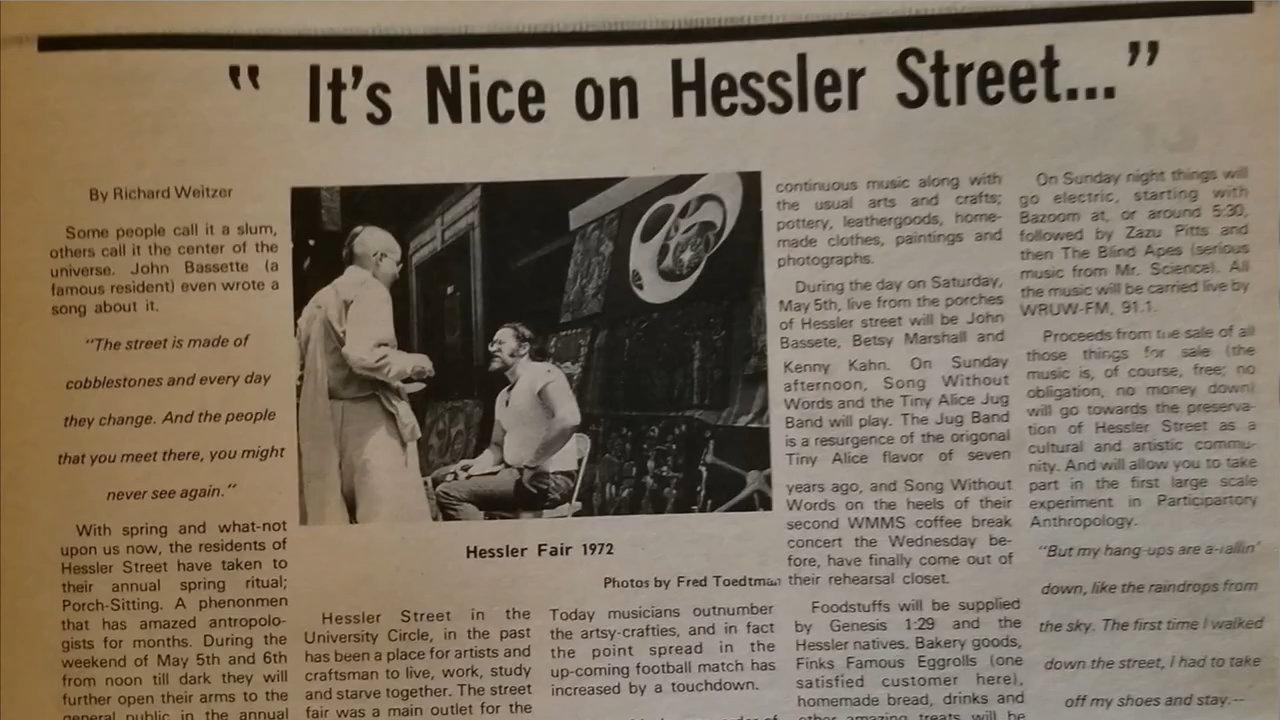 " It's Nice on Hessler Street..."
By Richard Weitzer
Some people call it a slum,
others call it the center of the
universe. John Bassette (a
famous resident) even wrote a
song about it.
"The street is made of
cobblestones and every day
they change. And the people
that you meet there, you might
never see again."
With spring and what-not
upon us now, the residents of
Hessler Street have taken to
their annual spring ritual;
Porch-Sitting. A phenonmen
that has amazed antropolo-
gists for months. During the
weekend of May 5th and 6th
from noon till dark they will
further open their arms to the
general public in the annual
Hessler Fair 1972
Photos by Fred Toedtman
Hessler Street in the
University Circle, in the past
has been a place for artists and
craftsman to live, work, study
and starve together. The street
fair was a main outlet for the
Today musicians outnumber
the artsy-crafties, and in fact
the point spread in the
up-coming football match has
increased by a touchdown.
continuous music along with
the usual arts and crafts;
pottery, leathergoods, home-
made clothes, paintings and
photographs.
During the day on Saturday,
May 5th, live from the porches
of Hessler street will be John
Bassete, Betsy Marshall and
Kenny Kahn. On Sunday
afternoon, Song Without
Words and the Tiny Alice Jug
Band will play. The Jug Band
is a resurgence of the origonal
Tiny Alice flavor of seven
years ago, and Song Without
Words on the heels of their
second WMMS coffee break
concert the Wednesday be-
fore, have finally come out of
their rehearsal closet.
Foodstuffs will be supplied
by Genesis 1:29 and the
Hessler natives. Bakery goods,
Finks Famous Eggrolls (one
satisfied customer here),
homemade bread, drinks and
other amazing treats will be
On Sunday night things will
go electric, starting with
Bazoom at, or around 5:30,
followed by Zazu Pitts and
then The Blind Apes (serious
music from Mr. Science). All
the music will be carried live by
WRUW-FM, 91.1.
Proceeds from the sale of all
those things for sale (the
music is, of course, free; no
obligation, no money down)
will go towards the preserva-
tion of Hessler Street as a
cultural and artistic commu-
nity. And will allow you to take
part in the first large scale
experiment in Participartory
Anthropology.
"But my hang-ups are a-fallin'
down, like the raindrops from
the sky. The first time I walked
down the street, I had to take
off my shoes and stay.--